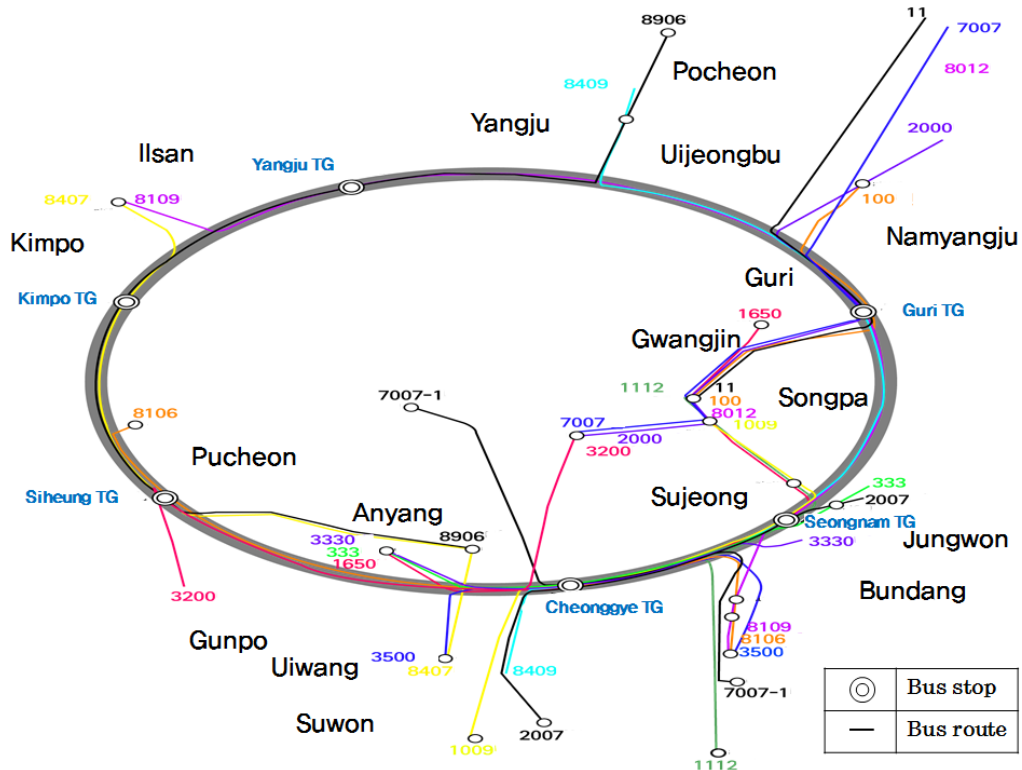 11
8906
7007
Pocheon
8012
8409
Yangju
2000
Ilsan
Uijeongbu
Yangju TG
100
8407
8109
Namyangju
Kimpo
Guri
Kimpo TG
1650
Guri TG
Gwangjin
1112
11
7007-1
100
Songpa
8106
7007
8012
2000
1009
3200
Pucheon
333
Siheung TG
Sujeong
2007
Anyang
Seongnam TG
8906
3330
3330
Jungwon
333
1650
Bundang
3200
Cheonggye TG
8109
Gunpo
8106
Uiwang
3500
3500
8407
8409
7007-1
Suwon
2007
1009
1112
Bus stop
Bus route